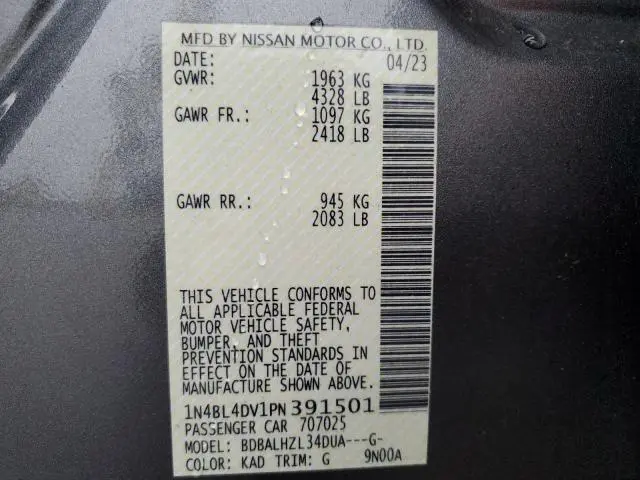 MFD BY NISSAN MOTOR CO., LTD.
DATE: 04/23
GVWR: 1963 KG
4328 LB
GAWR FR.: 1097 KG
2418 LB
GAWR RR.: 945 KG
2083 LB
THIS VEHICLE CONFORMS TO
ALL APPLICABLE FEDERAL
MOTOR VEHICLE SAFETY,
BUMPER, AND THEFT
PREVENTION STANDARDS IN
EFFECT ON THE DATE OF
MANUFACTURE SHOWN ABOVE.
1N4BL4DV1PN391501
PASSENGER CAR 707025
MODEL: BDBALHZL34DUA---G-
COLOR: KAD TRIM: G 9N00A